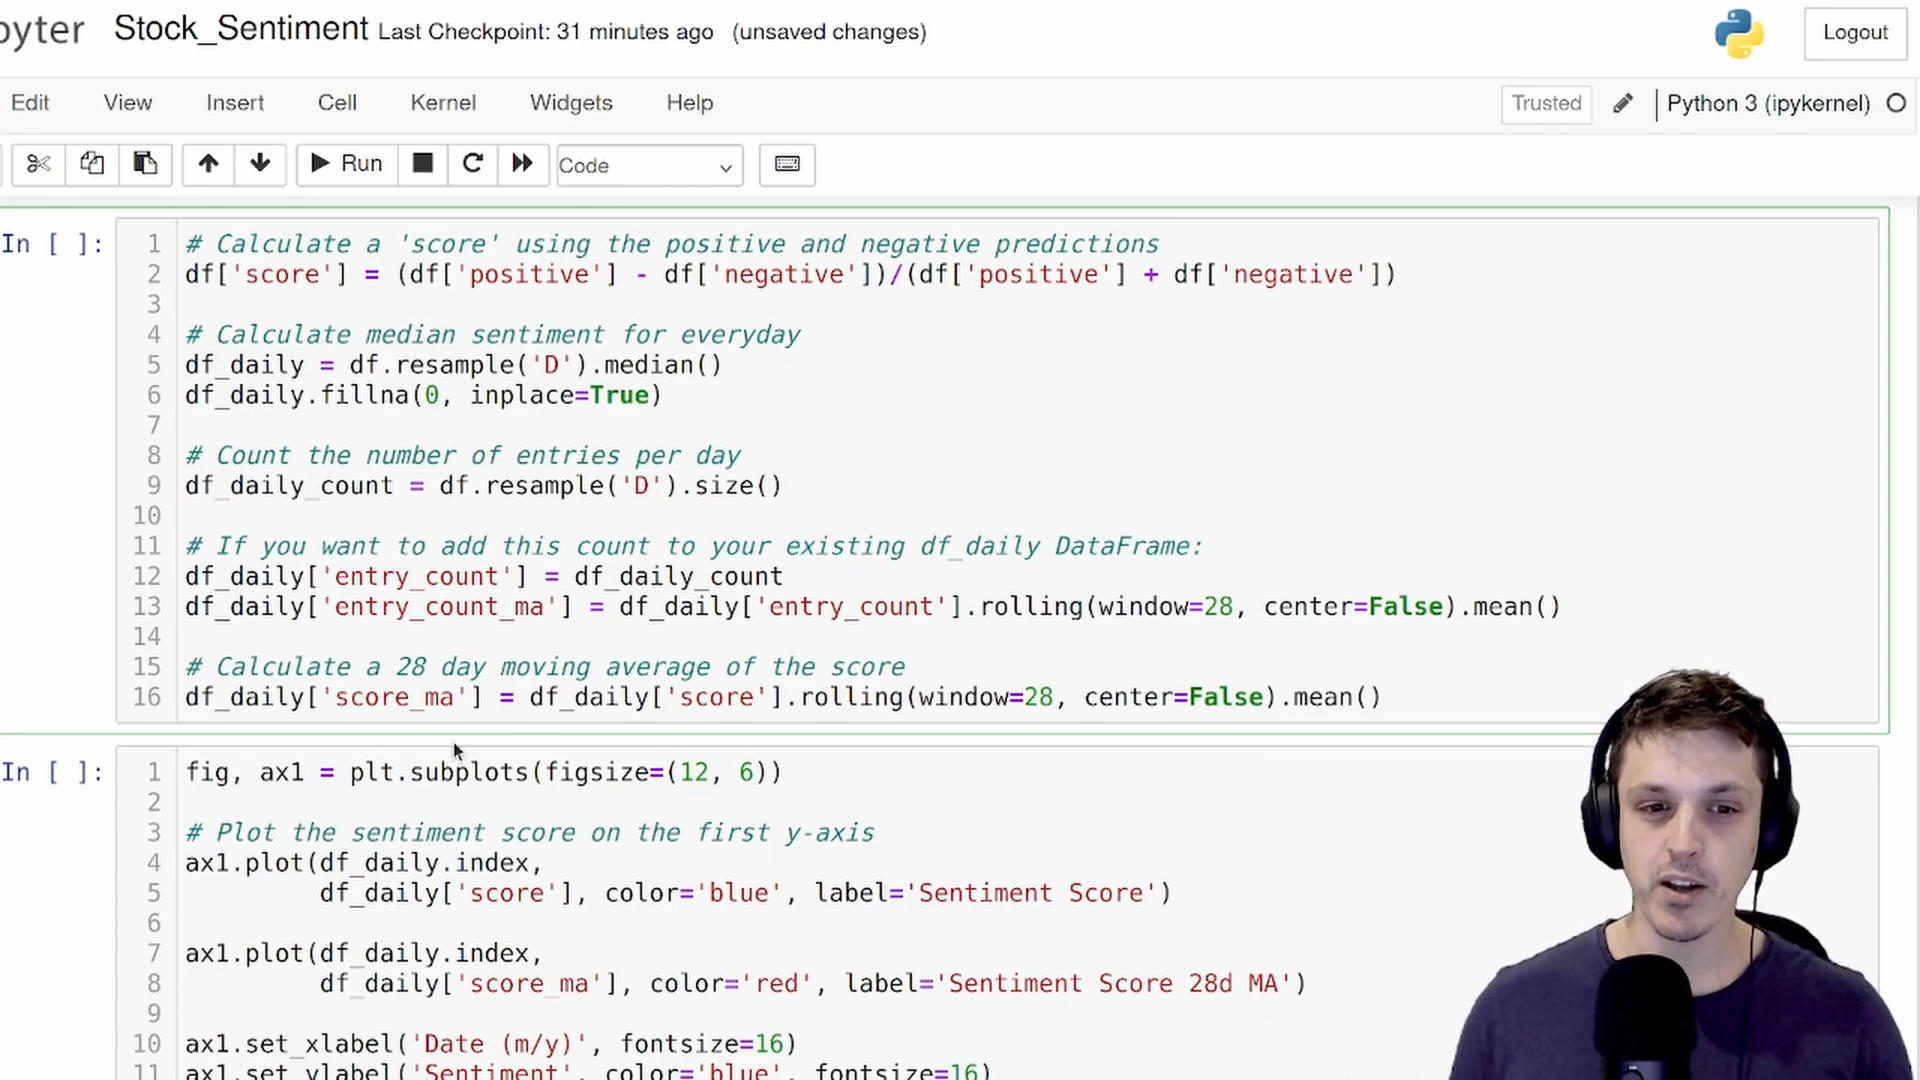 pyter Stock_Sentiment Last Checkpoint: 31 minutes ago (unsaved changes) Logout
Edit View Insert Cell Kernel Widgets Help Trusted Python 3 (ipykernel)
Run Code
In [ ]:
1 # Calculate a 'score' using the positive and negative predictions
2 df['score'] = (df['positive'] - df['negative'])/(df['positive'] + df['negative'])
3
4 # Calculate median sentiment for everyday
5 df_daily = df.resample('D').median()
6 df_daily.fillna(0, inplace=True)
7
8 # Count the number of entries per day
9 df_daily_count = df.resample('D').size()
10
11 # If you want to add this count to your existing df_daily DataFrame:
12 df_daily['entry_count'] = df_daily_count
13 df_daily['entry_count_ma'] = df_daily['entry_count'].rolling(window=28, center=False).mean()
14
15 # Calculate a 28 day moving average of the score
16 df_daily['score_ma'] = df_daily['score'].rolling(window=28, center=False).mean()
In [ ]:
1 fig, ax1 = plt.subplots(figsize=(12, 6))
2
3 # Plot the sentiment score on the first y-axis
4 ax1.plot(df_daily.index,
5 df_daily['score'], color='blue', label='Sentiment Score')
6
7 ax1.plot(df_daily.index,
8 df_daily['score_ma'], color='red', label='Sentiment Score 28d MA')
9
10 ax1.set_xlabel('Date (m/y)', fontsize=16)
11 ax1.set_ylabel('Sentiment', color='blue', fontsize=16)